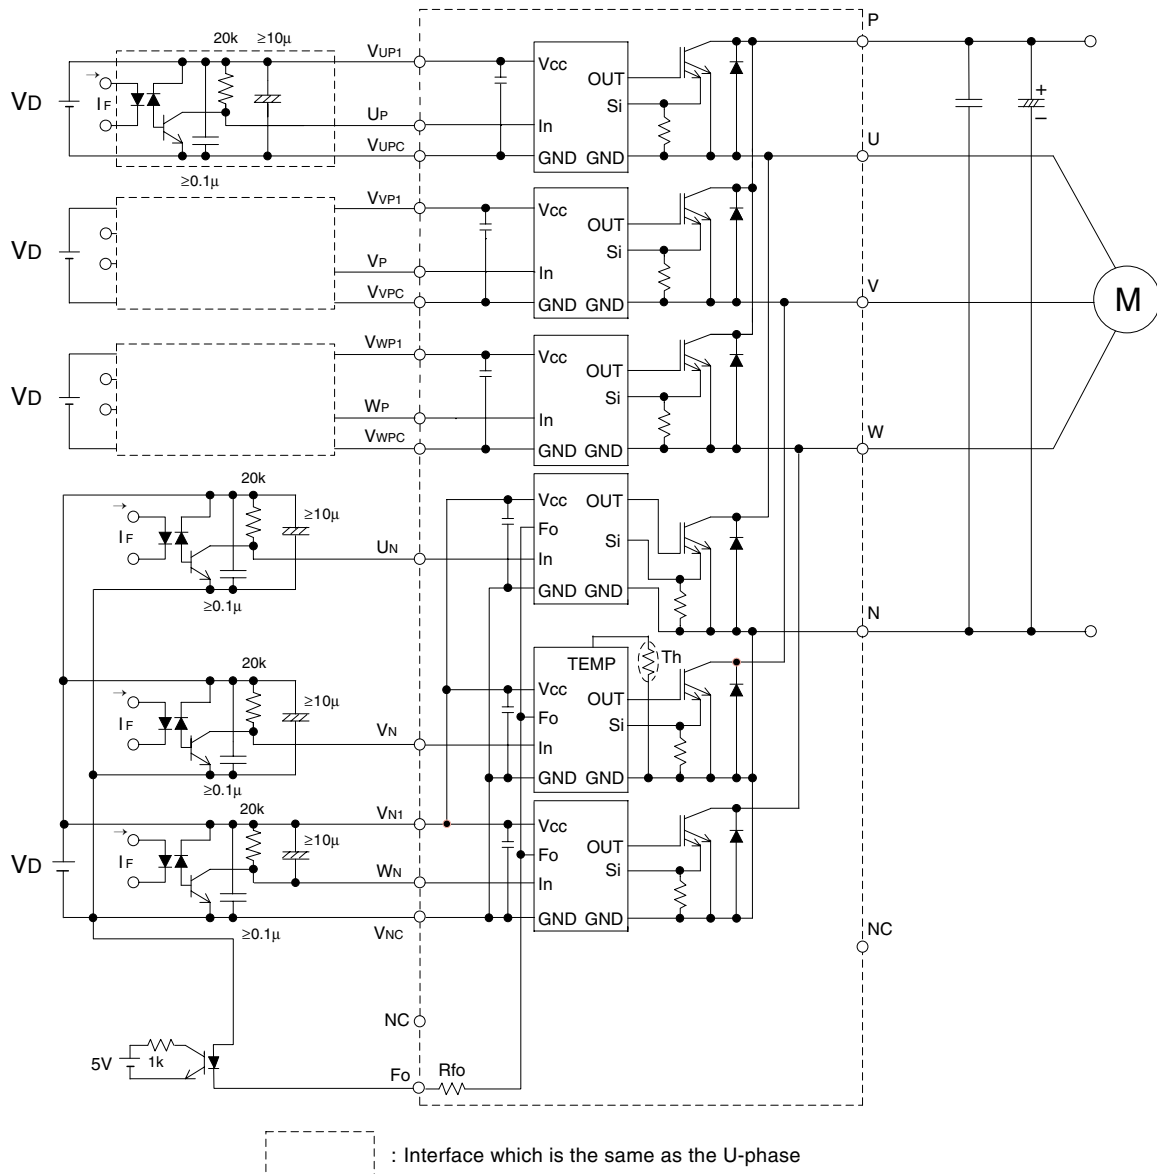 P
20k ≥10μ
VUP1
Vcc
OUT
VD
IF
Si
+
–
UP
In
U
VUPC
GND GND
≥0.1μ
VVP1
Vcc
OUT
VD
Si
VP
In
V
VVPC
GND GND
M
VWP1
Vcc
OUT
VD
Si
WP
In
W
VWPC
GND GND
20k
≥10μ
Vcc OUT
IF
Fo
Si
UN
In
≥0.1μ
GND GND
N
TEMP Th
20k
≥10μ
Vcc
OUT
IF
Fo
Si
VN
In
GND GND
≥0.1μ
20k
VN1
≥10μ
Vcc
OUT
VD
IF
Fo
Si
WN
In
GND GND
≥0.1μ
VNC
NC
NC
5V 1k
Fo Rfo
: Interface which is the same as the U-phase